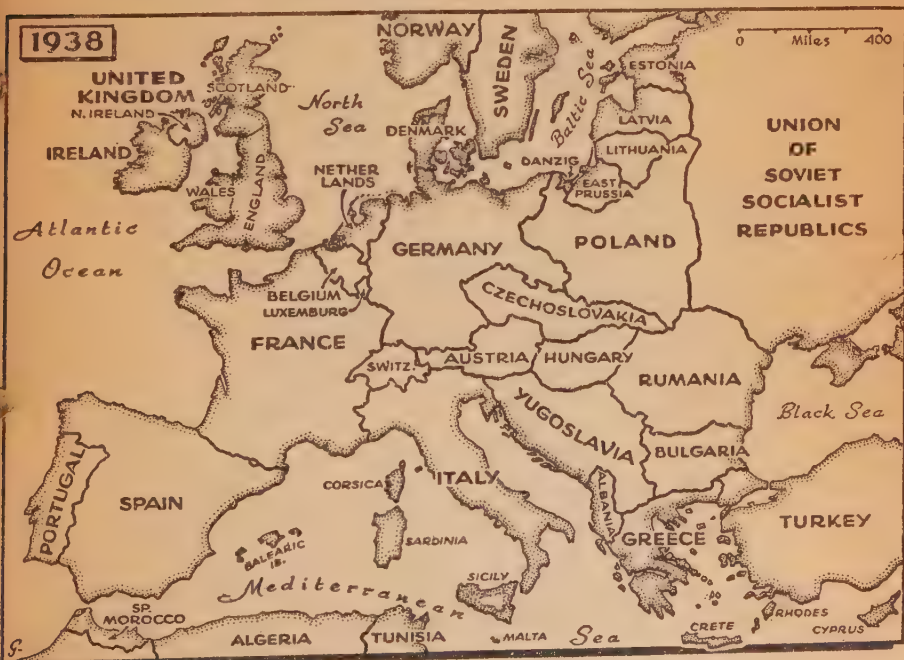 1938
NORWAY
SWEDEN
Baltic Sea
ESTONIA
0 Miles 400
UNITED
KINGDOM
SCOTLAND
N. IRELAND
IRELAND
North
Sea
DENMARK
LATVIA
LITHUANIA
UNION
OF
SOVIET
SOCIALIST
REPUBLICS
WALES
ENGLAND
NETHER
LANDS
DANZIG
EAST
PRUSSIA
Atlantic
Ocean
GERMANY
POLAND
BELGIUM
LUXEMBURG
CZECHOSLOVAKIA
FRANCE
SWITZ.
AUSTRIA
HUNGARY
RUMANIA
YUGOSLAVIA
Black Sea
BULGARIA
PORTUGAL
SPAIN
CORSICA
ITALY
ALBANIA
GREECE
TURKEY
BALEARIC
IS.
SARDINIA
Mediterranean
Sea
SICILY
SP.
MOROCCO
ALGERIA
TUNISIA
MALTA
CRETE
RHODES
CYPRUS
G.